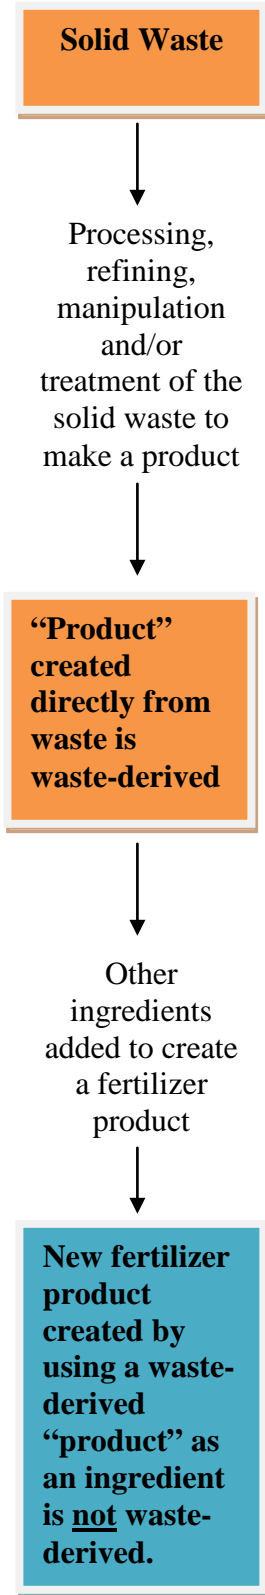 Solid Waste
Processing,
refining,
manipulation
and/or
treatment of the
solid waste to
make a product
“Product”
created
directly from
waste is
waste-derived
Other
ingredients
added to create
a fertilizer
product
New fertilizer
product
created by
using a waste-
derived
“product” as
an ingredient
is not waste-
derived.